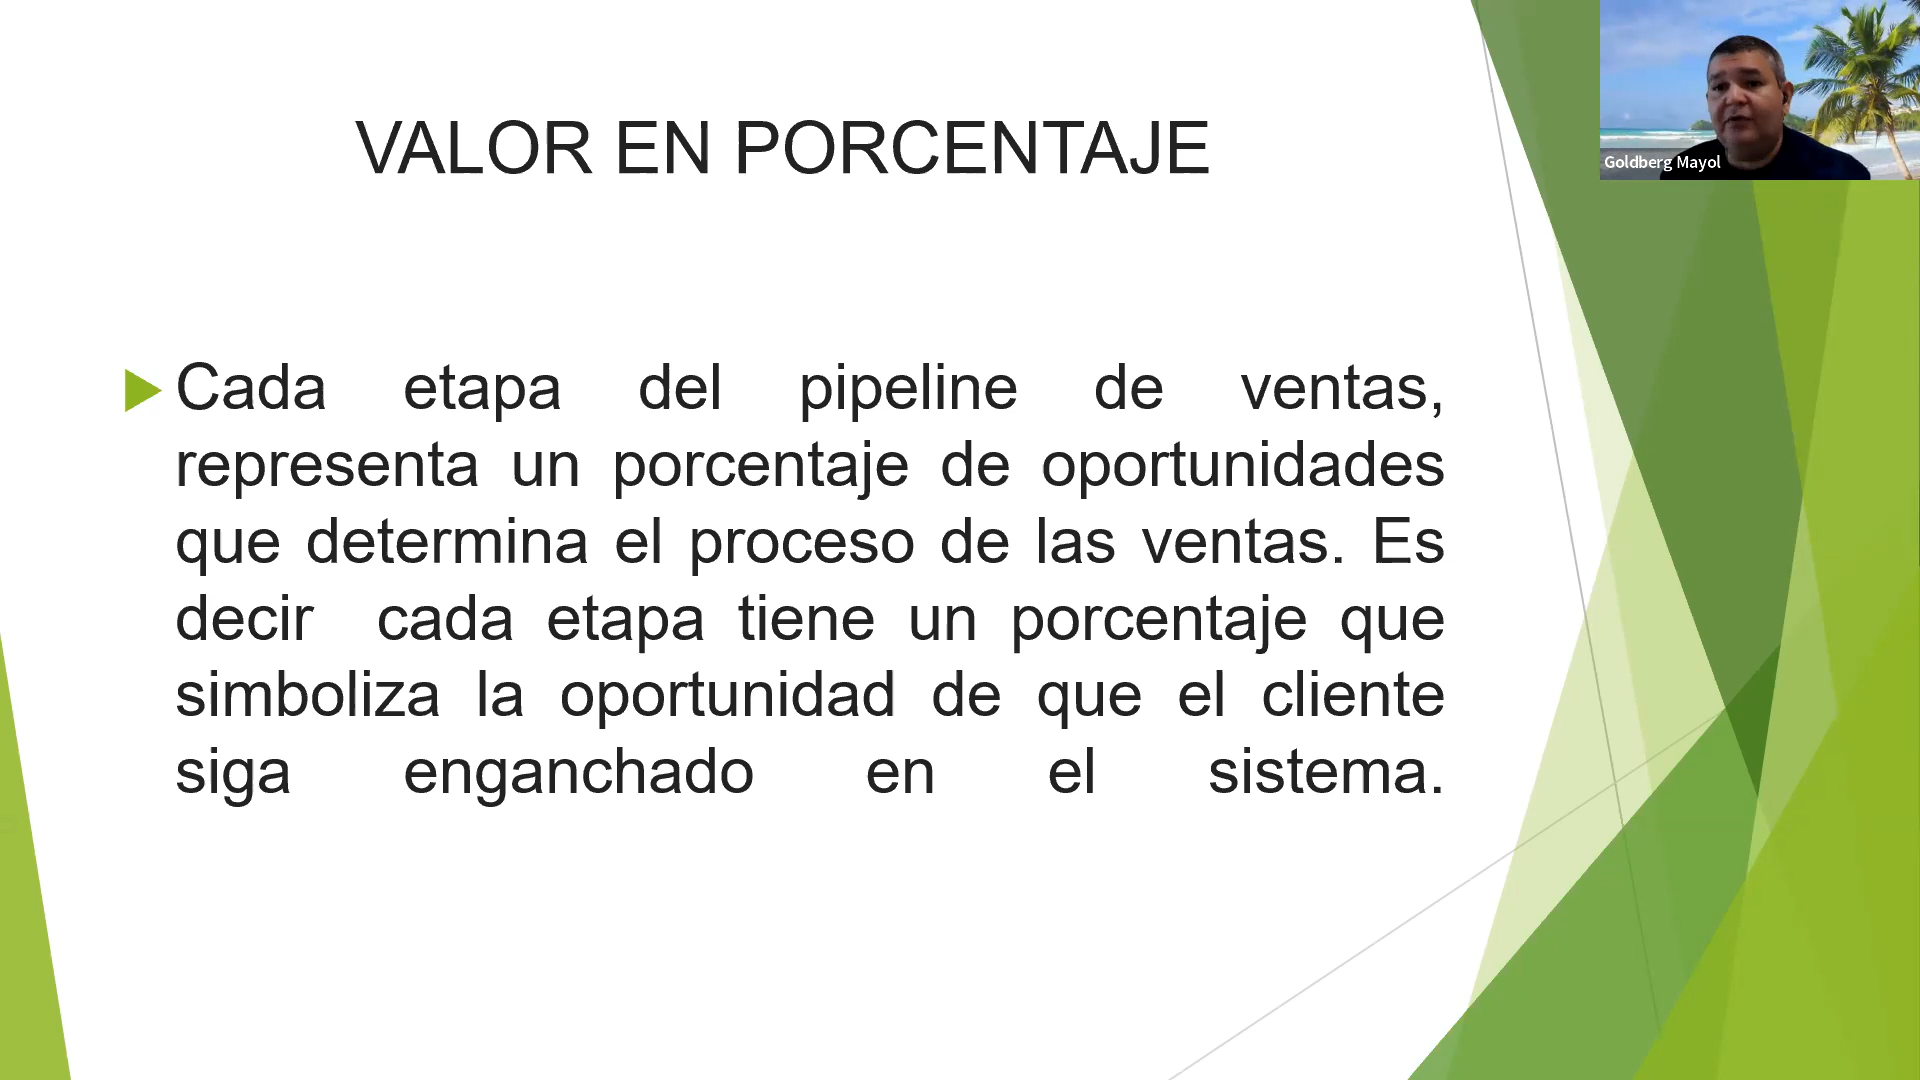 VALOR EN PORCENTAJE
Goldberg Mayol
Cada etapa del pipeline de ventas,
representa un porcentaje de oportunidades
que determina el proceso de las ventas. Es
decir cada etapa tiene un porcentaje que
simboliza la oportunidad de que el cliente
siga enganchado en el sistema.